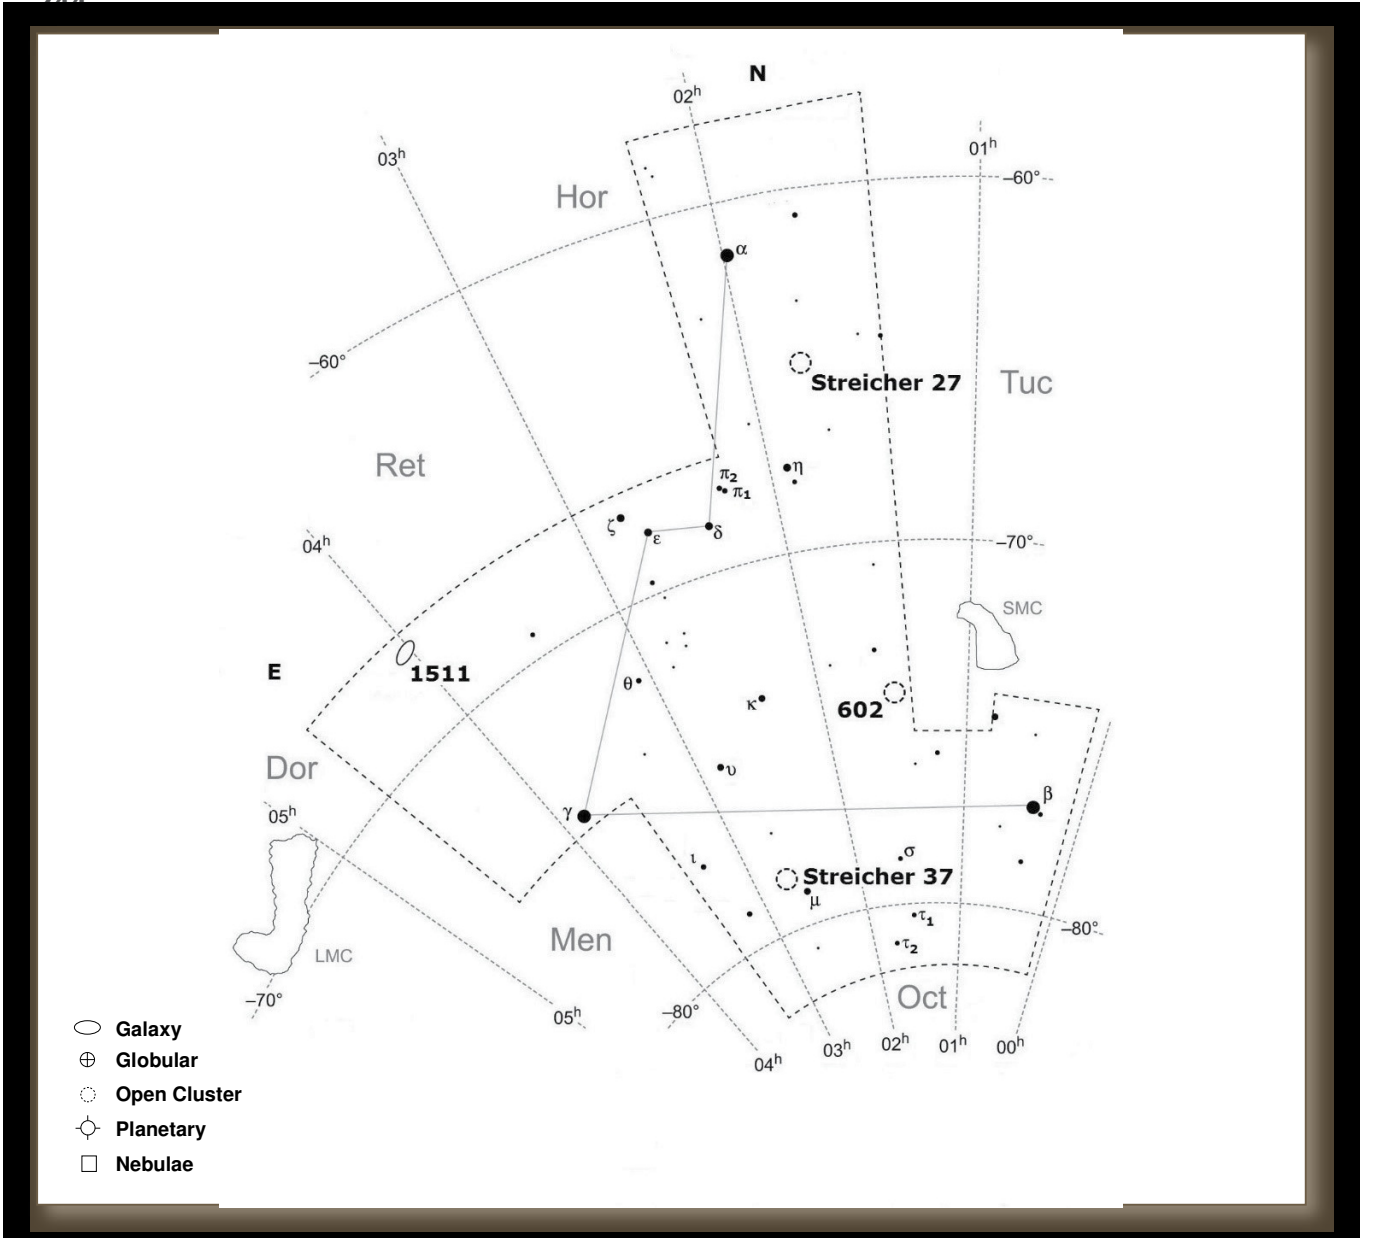 N
02h
01h
03h
–60°
Hor
α
–60°
Streicher 27
Tuc
Ret
η
π2
π1
ζ
ε
δ
–70°
04h
SMC
E
1511
θ
κ
602
Dor
υ
β
05h
γ
ι
σ
Streicher 37
μ
τ1
–80°
Men
τ2
LMC
Oct
–70°
–80°
05h
04h
03h
02h
01h
00h
Galaxy
Globular
Open Cluster
Planetary
Nebulae